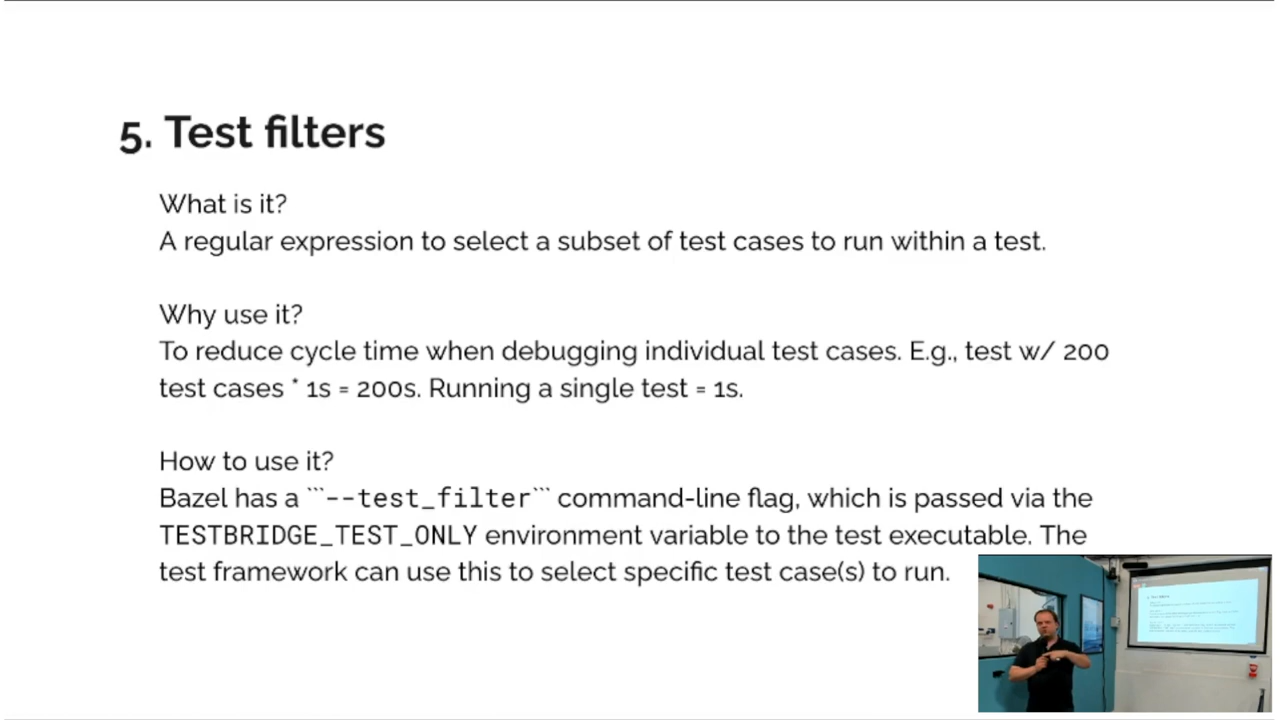 5. Test filters
What is it?
A regular expression to select a subset of test cases to run within a test.
Why use it?
To reduce cycle time when debugging individual test cases. E.g., test w/ 200
test cases * 1s = 200s. Running a single test = 1s.
How to use it?
Bazel has a ```--test_filter``` command-line flag, which is passed via the
TESTBRIDGE_TEST_ONLY environment variable to the test executable. The
test framework can use this to select specific test case(s) to run.